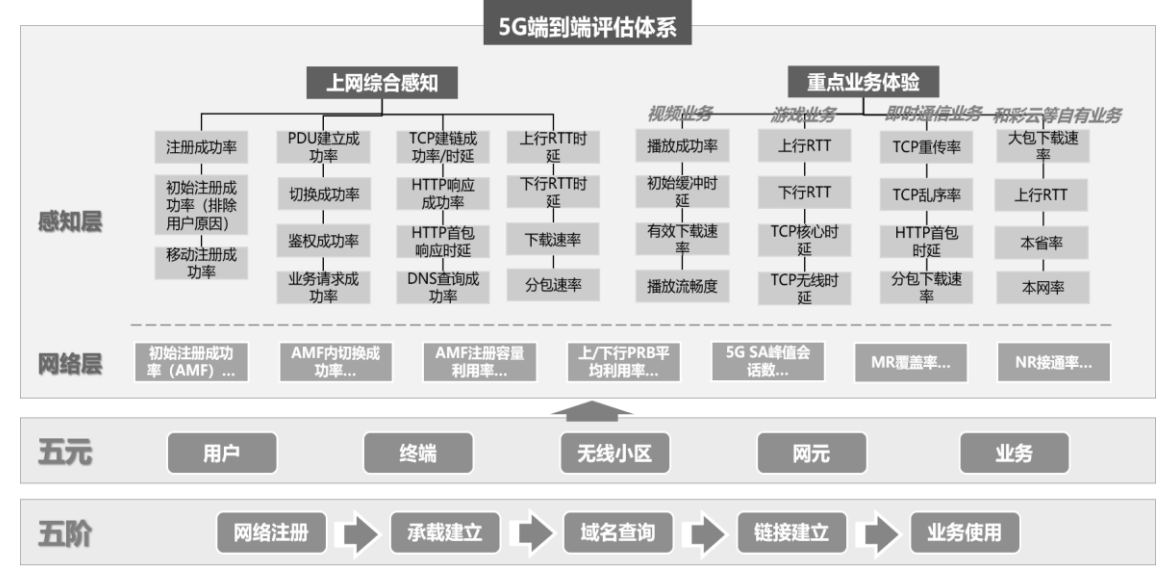 5G端到端评估体系
上网综合感知
重点业务体验
视频业务
游戏业务
即时通信业务
和彩云等自有业务
感知层
注册成功率
初始注册成
功率（排除
用户原因）
移动注册成
功率
PDU建立成
功率
切换成功率
鉴权成功率
业务请求成
功率
TCP建链成
功率/时延
HTTP响应
成功率
HTTP首包
响应时延
DNS查询成
功率
上行RTT时
延
下行RTT时
延
下载速率
分包速率
播放成功率
初始缓冲时
延
有效下载速
率
播放流畅度
上行RTT
下行RTT
TCP核心时
延
TCP无线时
延
TCP重传率
TCP乱序率
HTTP首包
时延
分包下载速
率
大包下载速
率
上行RTT
本省率
本网率
网络层
初始注册成功
率（AMF）...
AMF内切换成
功率...
AMF注册容量
利用率...
上/下行PRB平
均利用率...
5G SA峰值会
话数...
MR覆盖率...
NR接通率...
五元
用户
终端
无线小区
网元
业务
五阶
网络注册
承载建立
域名查询
链接建立
业务使用